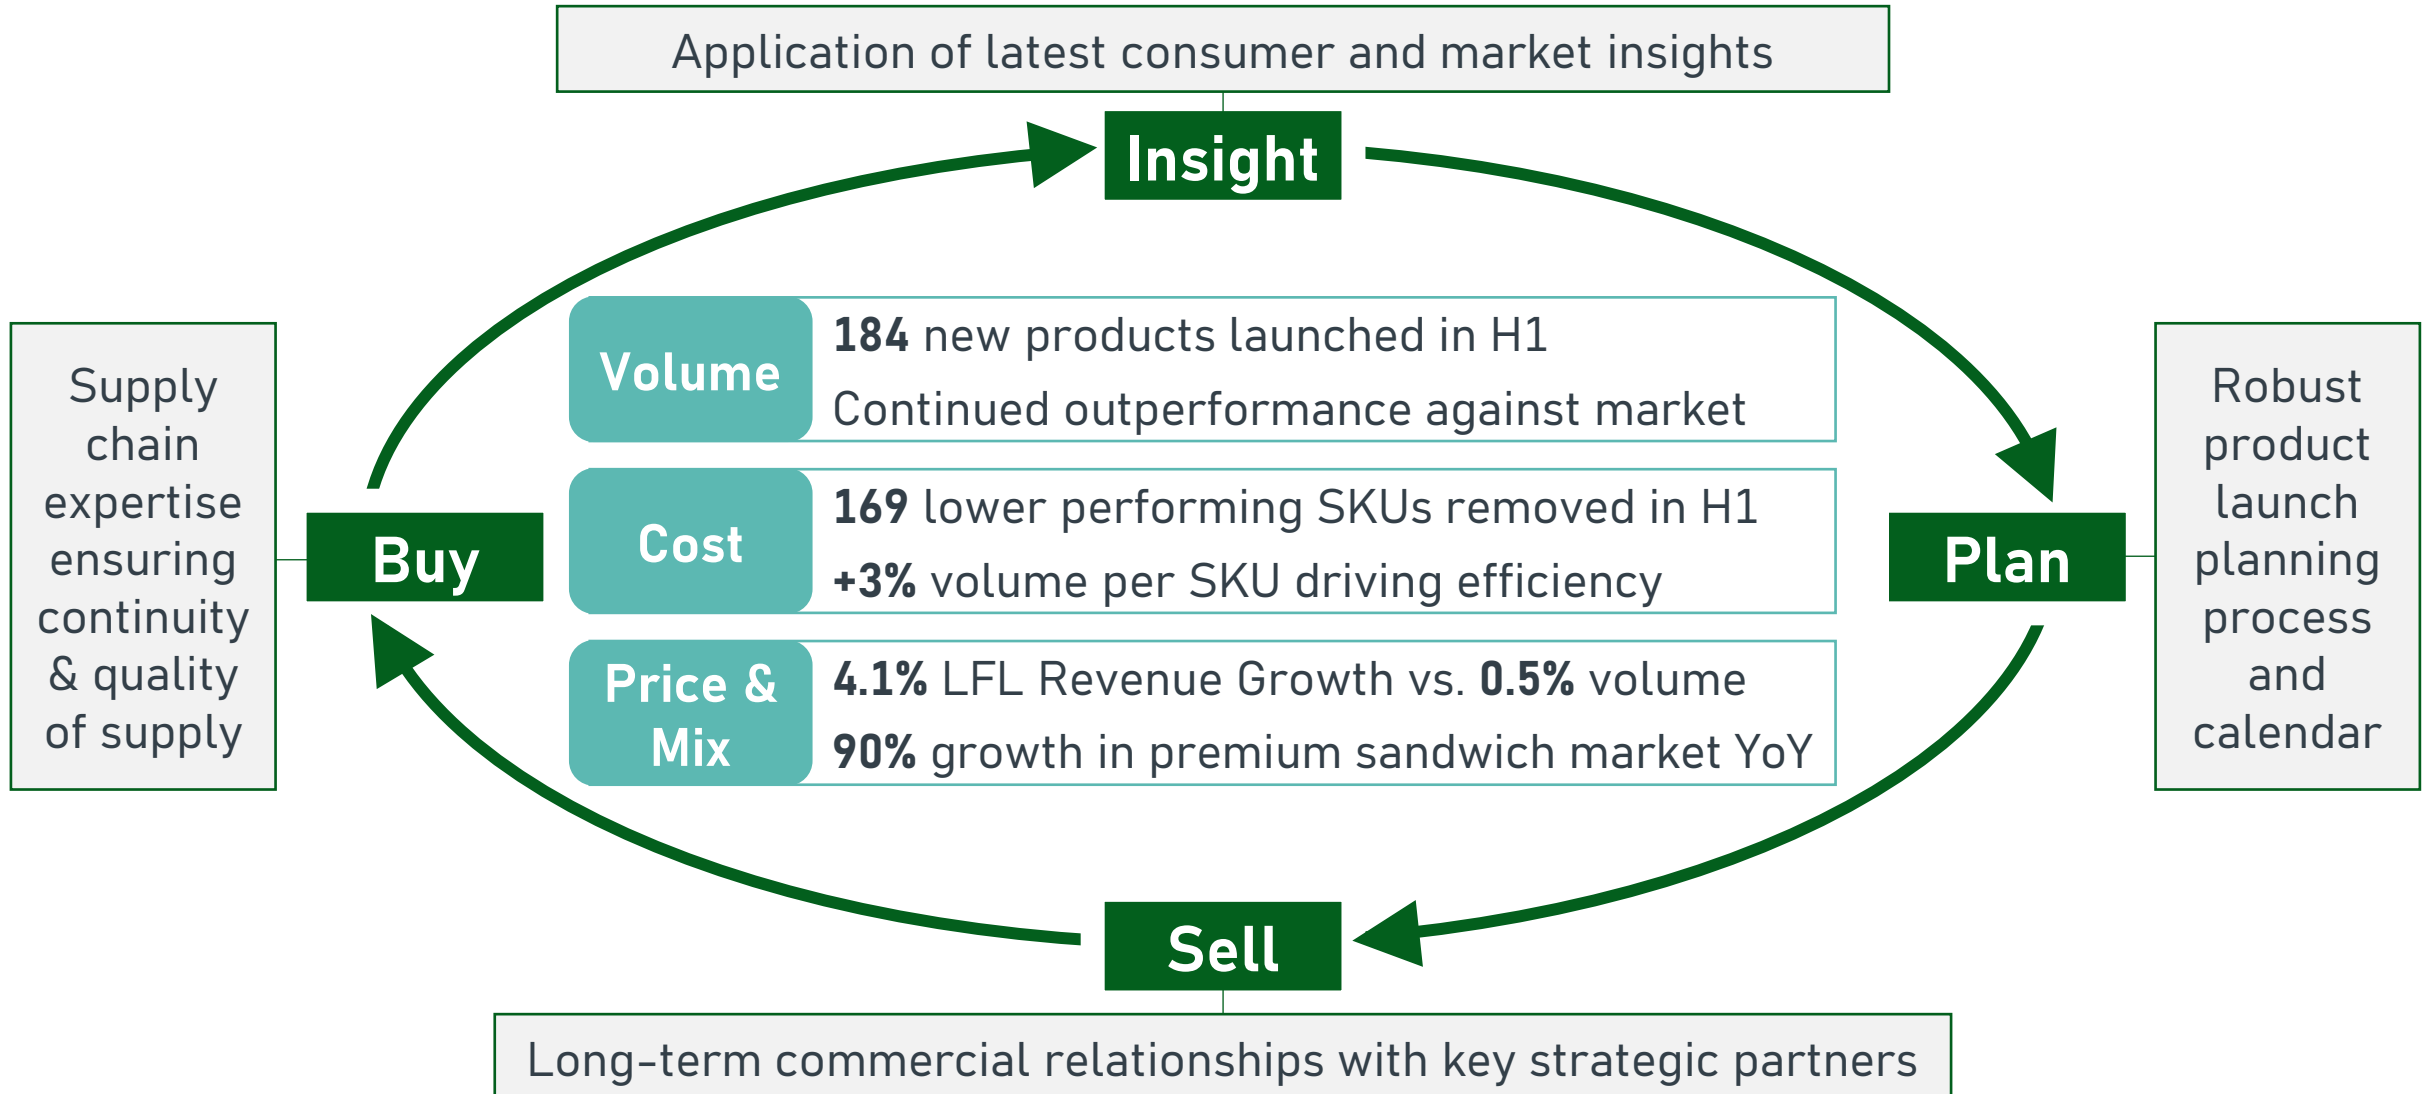 Application of latest consumer and market insights
Insight
Volume
184 new products launched in H1
Continued outperformance against market
Supply
chain
expertise
ensuring
continuity
& quality
of supply
Buy
Cost
169 lower performing SKUs removed in H1
+3% volume per SKU driving efficiency
Plan
Robust
product
launch
planning
process
and
calendar
Price &
Mix
4.1% LFL Revenue Growth vs. 0.5% volume
90% growth in premium sandwich market YoY
Sell
Long-term commercial relationships with key strategic partners